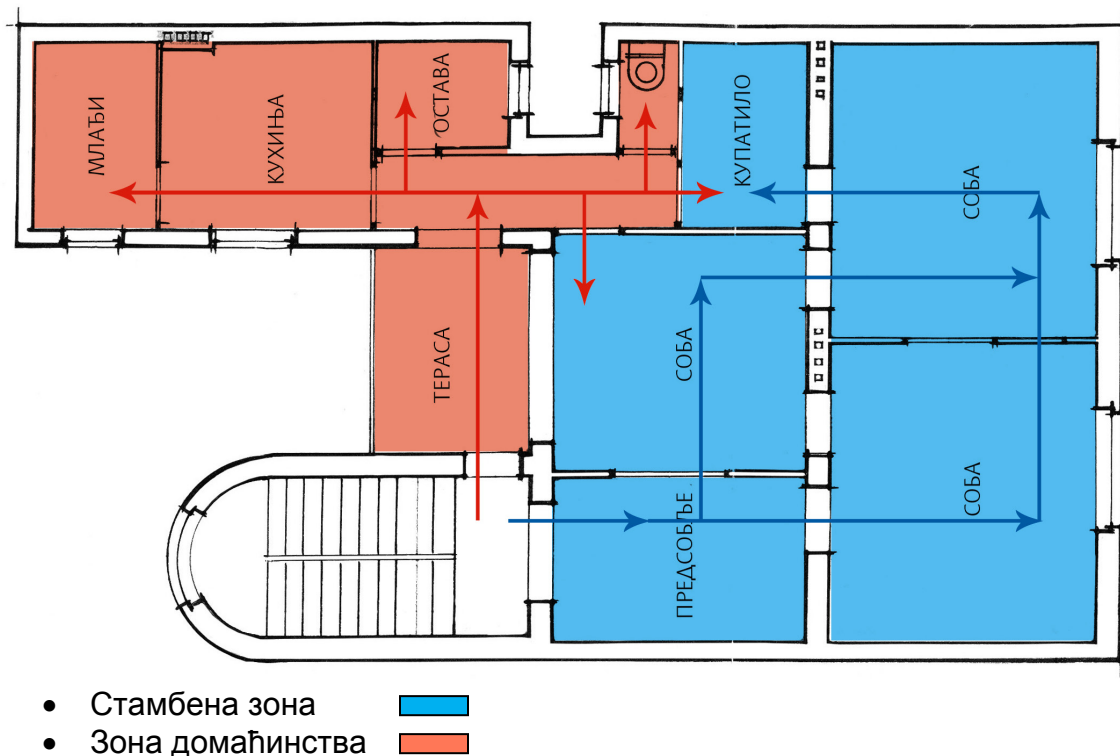 МЛАЂИ
КУХИЊА
ОСТАВА
КУПАТИЛО
СОБА
ТЕРАСА
СОБА
ПРЕДСОБЉЕ
СОБА
• Стамбена зона
• Зона домаћинства